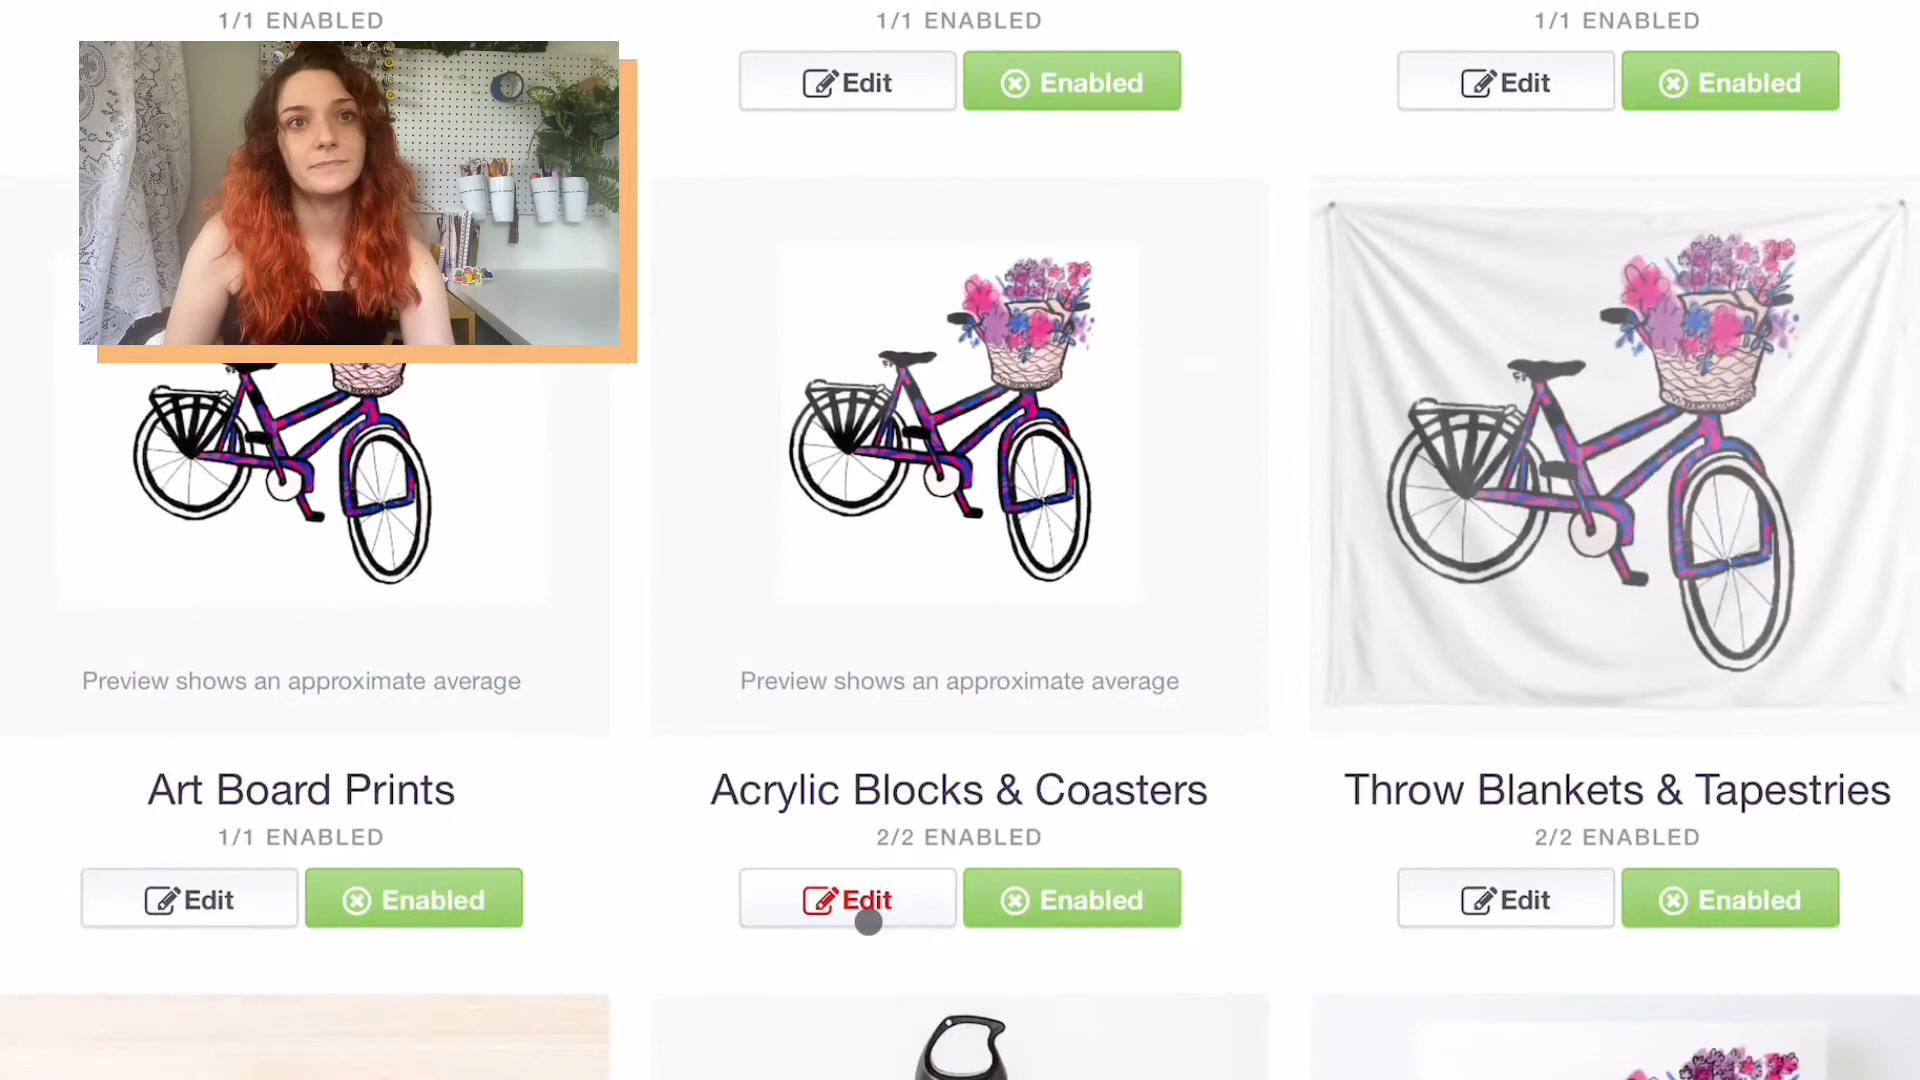 1/1 ENABLED
1/1 ENABLED
1/1 ENABLED
Edit
Enabled
Edit
Enabled
Preview shows an approximate average
Preview shows an approximate average
Art Board Prints
Acrylic Blocks & Coasters
Throw Blankets & Tapestries
1/1 ENABLED
2/2 ENABLED
2/2 ENABLED
Edit
Enabled
Edit
Enabled
Edit
Enabled